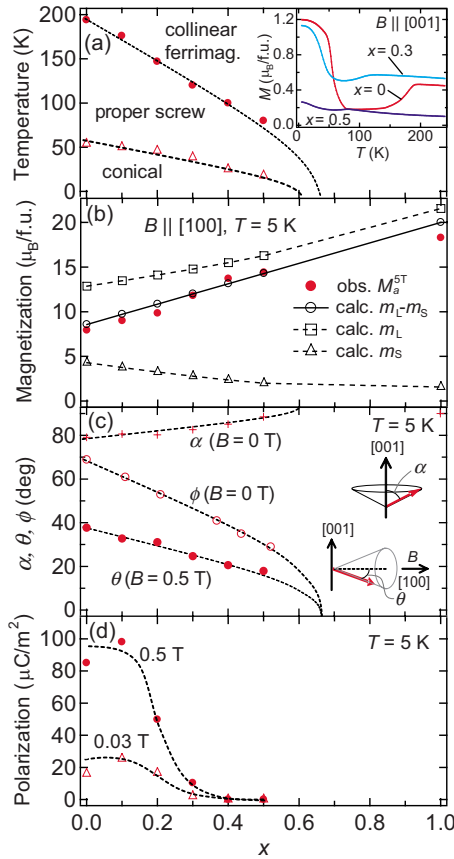 Temperature (K)
200
150
100
50
0
(a)
collinear
ferrimag.
proper screw
conical
M (μB/f.u.)
1.2
0.8
0.4
0.0
B || [001]
x = 0.3
x = 0
x = 0.5
0
100
200
T (K)
Magnetization (μB/f.u.)
20
15
10
5
0
(b)
B || [100], T = 5 K
obs. Ma5T
calc. mL-mS
calc. mL
calc. mS
α, θ, ϕ (deg)
80
60
40
20
0
(c)
T = 5 K
α (B = 0 T)
ϕ (B = 0 T)
θ (B = 0.5 T)
[001]
α
[001]
B
[100]
θ
Polarization (μC/m2)
100
80
60
40
20
0
(d)
T = 5 K
0.5 T
0.03 T
0.0 0.2 0.4 0.6 0.8 1.0
x